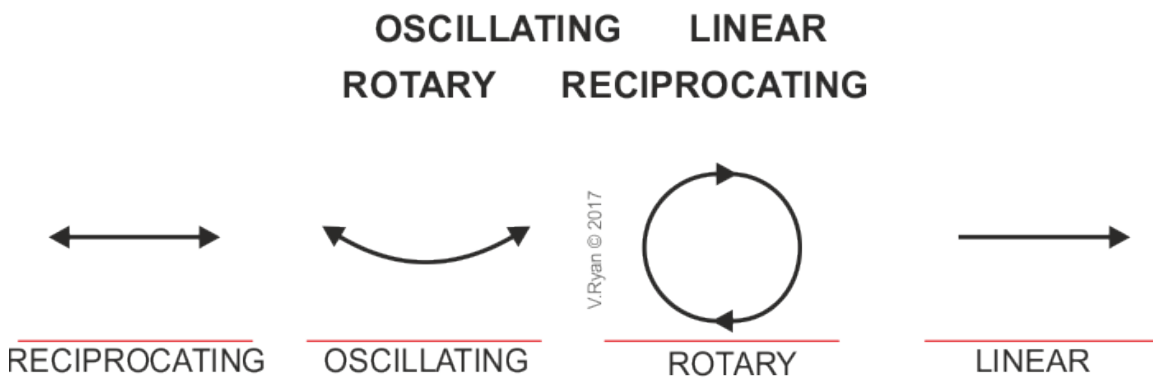 OSCILLATING LINEAR
ROTARY RECIPROCATING
V.Ryan © 2017
RECIPROCATING OSCILLATING ROTARY LINEAR